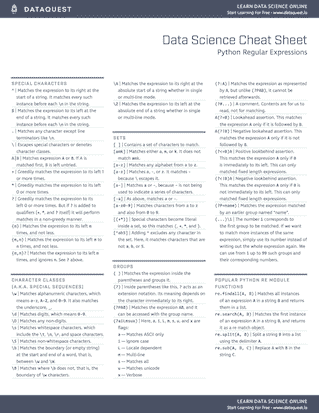 DATAQUEST
LEARN DATA SCIENCE ONLINE
Start Learning For Free - www.dataquest.io
Data Science Cheat Sheet
Python Regular Expressions
SPECIAL CHARACTERS
^ | Matches the expression to its right at the
start of a string. It matches every such
instance before each \n in the string.
$ | Matches the expression to its left at the
end of a string. It matches every such
instance before each \n in the string.
. | Matches any character except line
terminators like \n.
\ | Escapes special characters or denotes
character classes.
A|B | Matches expression A or B. If A is
matched first, B is left untried.
+ | Greedily matches the expression to its left 1
or more times.
* | Greedily matches the expression to its left
0 or more times.
? | Greedily matches the expression to its left
0 or 1 times. But if ? is added to
qualifiers (+, *, and ? itself) it will perform
matches in a non-greedy manner.
{m} | Matches the expression to its left m
times, and not less.
{m,n} | Matches the expression to its left m to
n times, and not less.
{m,n}? | Matches the expression to its left m
times, and ignores n. See ? above.
CHARACTER CLASSES
(A.K.A. SPECIAL SEQUENCES)
\w | Matches alphanumeric characters, which
means a-z, A-Z, and 0-9. It also matches
the underscore, _.
\d | Matches digits, which means 0-9.
\D | Matches any non-digits.
\s | Matches whitespace characters, which
include the \t, \n, \r, and space characters.
\S | Matches non-whitespace characters.
\b | Matches the boundary (or empty string)
at the start and end of a word, that is,
between \w and \W.
\B | Matches where \b does not, that is, the
boundary of \w characters.
\A | Matches the expression to its right at the
absolute start of a string whether in single
or multi-line mode.
\Z | Matches the expression to its left at the
absolute end of a string whether in single
or multi-line mode.
SETS
[ ] | Contains a set of characters to match.
[amk] | Matches either a, m, or k. It does not
match amk.
[a-z] | Matches any alphabet from a to z.
[a\-z] | Matches a, -, or z. It matches -
because \ escapes it.
[a-] | Matches a or -, because - is not being
used to indicate a series of characters.
[-a] | As above, matches a or -.
[a-z0-9] | Matches characters from a to z
and also from 0 to 9.
[(+*)] | Special characters become literal
inside a set, so this matches (, +, *, and ).
[^ab5] | Adding ^ excludes any character in
the set. Here, it matches characters that are
not a, b, or 5.
GROUPS
( ) | Matches the expression inside the
parentheses and groups it.
(?) | Inside parentheses like this, ? acts as an
extension notation. Its meaning depends on
the character immediately to its right.
(?PAB) | Matches the expression AB, and it
can be accessed with the group name.
(?aiLmsux) | Here, a, i, L, m, s, u, and x are
flags:
a — Matches ASCII only
i — Ignore case
L — Locale dependent
m — Multi-line
s — Matches all
u — Matches unicode
x — Verbose
(?:A) | Matches the expression as represented
by A, but unlike (?PAB), it cannot be
retrieved afterwards.
(?#...) | A comment. Contents are for us to
read, not for matching.
A(?=B) | Lookahead assertion. This matches
the expression A only if it is followed by B.
A(?!B) | Negative lookahead assertion. This
matches the expression A only if it is not
followed by B.
(?<=B)A | Positive lookbehind assertion.
This matches the expression A only if B
is immediately to its left. This can only
matched fixed length expressions.
(?<!B)A | Negative lookbehind assertion.
This matches the expression A only if B is
not immediately to its left. This can only
matched fixed length expressions.
(?P=name) | Matches the expression matched
by an earlier group named "name".
(...)\1 | The number 1 corresponds to
the first group to be matched. If we want
to match more instances of the same
expression, simply use its number instead of
writing out the whole expression again. We
can use from 1 up to 99 such groups and
their corresponding numbers.
POPULAR PYTHON RE MODULE
FUNCTIONS
re.findall(A, B) | Matches all instances
of an expression A in a string B and returns
them in a list.
re.search(A, B) | Matches the first instance
of an expression A in a string B, and returns
it as a re match object.
re.split(A, B) | Split a string B into a list
using the delimiter A.
re.sub(A, B, C) | Replace A with B in the
string C.
LEARN DATA SCIENCE ONLINE
Start Learning For Free - www.dataquest.io